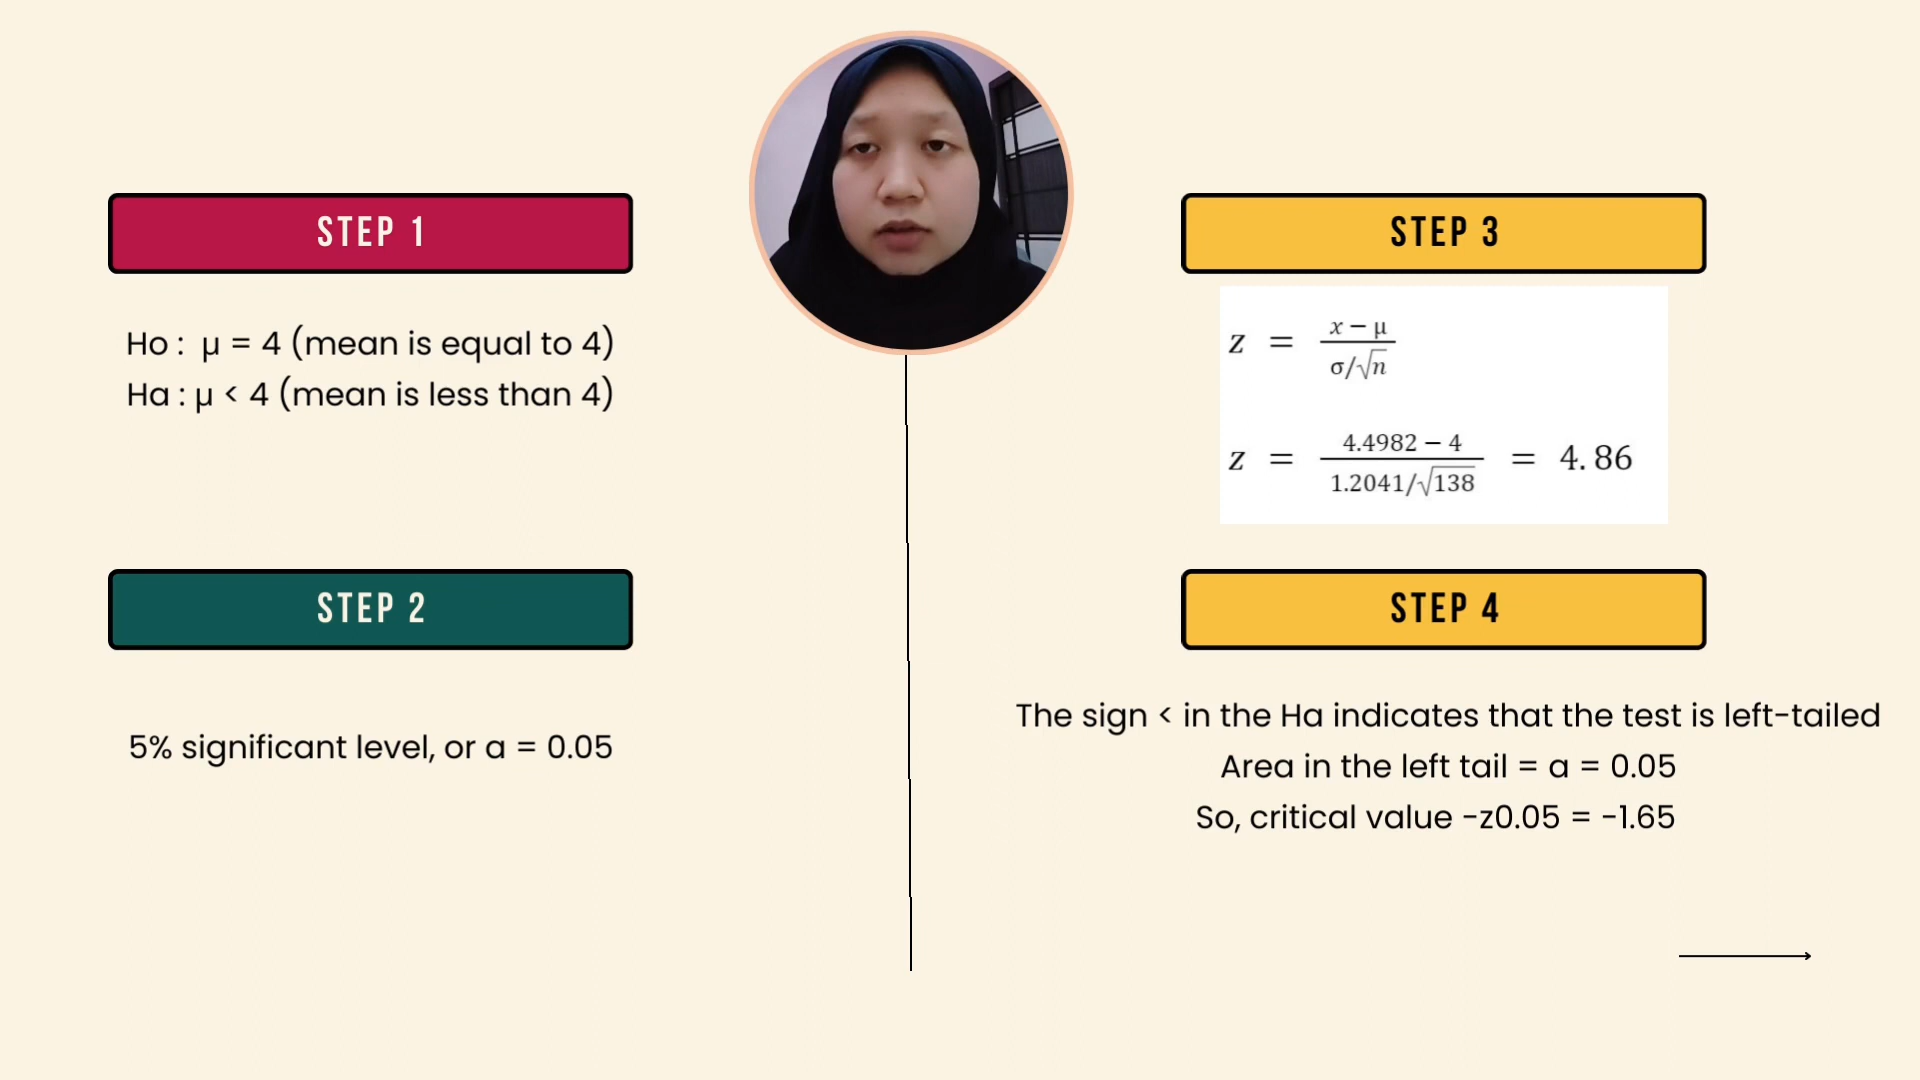 STEP 1
Ho : μ = 4 (mean is equal to 4)
Ha : μ < 4 (mean is less than 4)
STEP 2
5% significant level, or a = 0.05
STEP 3
z = x − μ / σ/√n
z = 4.4982 − 4 / 1.2041/√138 = 4.86
STEP 4
The sign < in the Ha indicates that the test is left-tailed
Area in the left tail = a = 0.05
So, critical value -z0.05 = -1.65